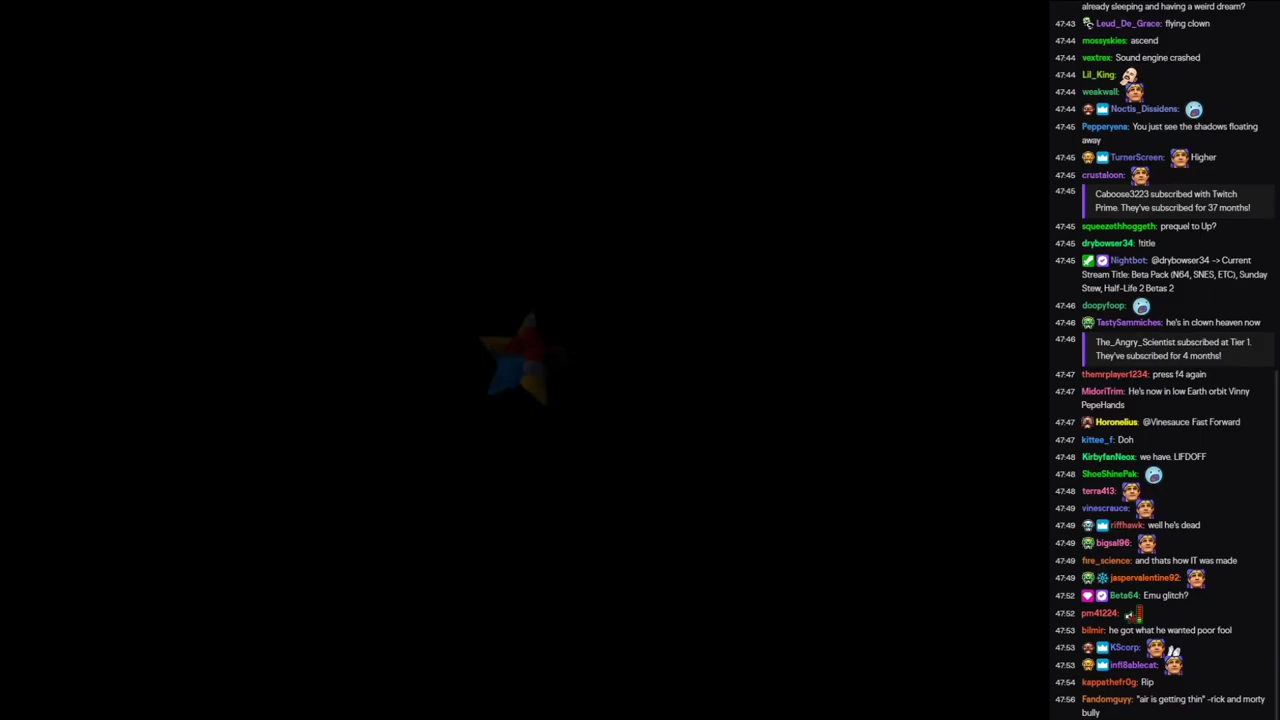 already sleeping and having a weird dream?
47:43 Leud_De_Grace: flying clown
47:44 mossyskies: ascend
47:44 vextrex: Sound engine crashed
47:44 Lil_King:
47:44 weakwall:
47:44 Noctis_Dissidens:
47:45 Pepperyena: You just see the shadows floating
away
47:45 TurnerScreen: Higher
crustaloon:
47:45 Caboose3223 subscribed with Twitch
Prime. They've subscribed for 37 months!
47:45 squeezethhoggeth: prequel to Up?
47:45 drybowser34: !title
47:45 Nightbot: @drybowser34 -> Current
Stream Title: Beta Pack (N64, SNES, ETC), Sunday
Stew, Half-Life 2 Betas 2
47:46 doopyfoop:
47:46 TastySammiches: he's in clown heaven now
47:46 The_Angry_Scientist subscribed at Tier 1.
They've subscribed for 4 months!
47:47 themrplayer1234: press f4 again
47:47 MidoriTrim: He's now in low Earth orbit Vinny
PepeHands
47:47 Horonelius: @Vinesauce Fast Forward
47:47 kittee_f: Doh
47:48 KirbyfanNeox: we have. LIFDOFF
47:48 ShoeShinePak:
47:48 terra413:
47:49 vinescrauce:
47:49 riffhawk: well he's dead
47:49 bigsal96:
47:49 fire_science: and thats how IT was made
47:49 jaspervalentine92:
47:52 Beta64: Emu glitch?
47:52 pm41224:
47:53 bilmir: he got what he wanted poor fool
47:53 KScorp:
47:53 infl8ablecat:
47:54 kappathefr0g: Rip
47:56 Fandomguyy: "air is getting thin" -rick and morty
bully